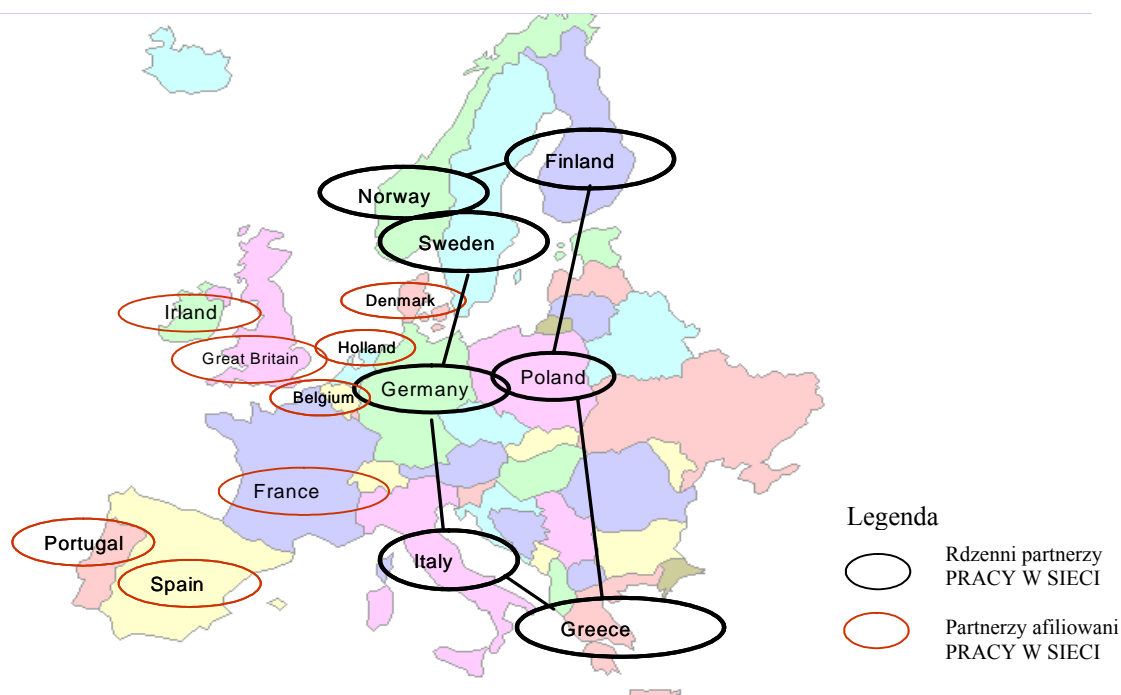 Finland
Norway
Sweden
Denmark
Irland
Holland
Great Britain
Germany
Poland
Belgium
France
Portugal
Spain
Italy
Greece
Legenda
Rdzenni partnerzy
PRACY W SIECI
Partnerzy afiliowani
PRACY W SIECI